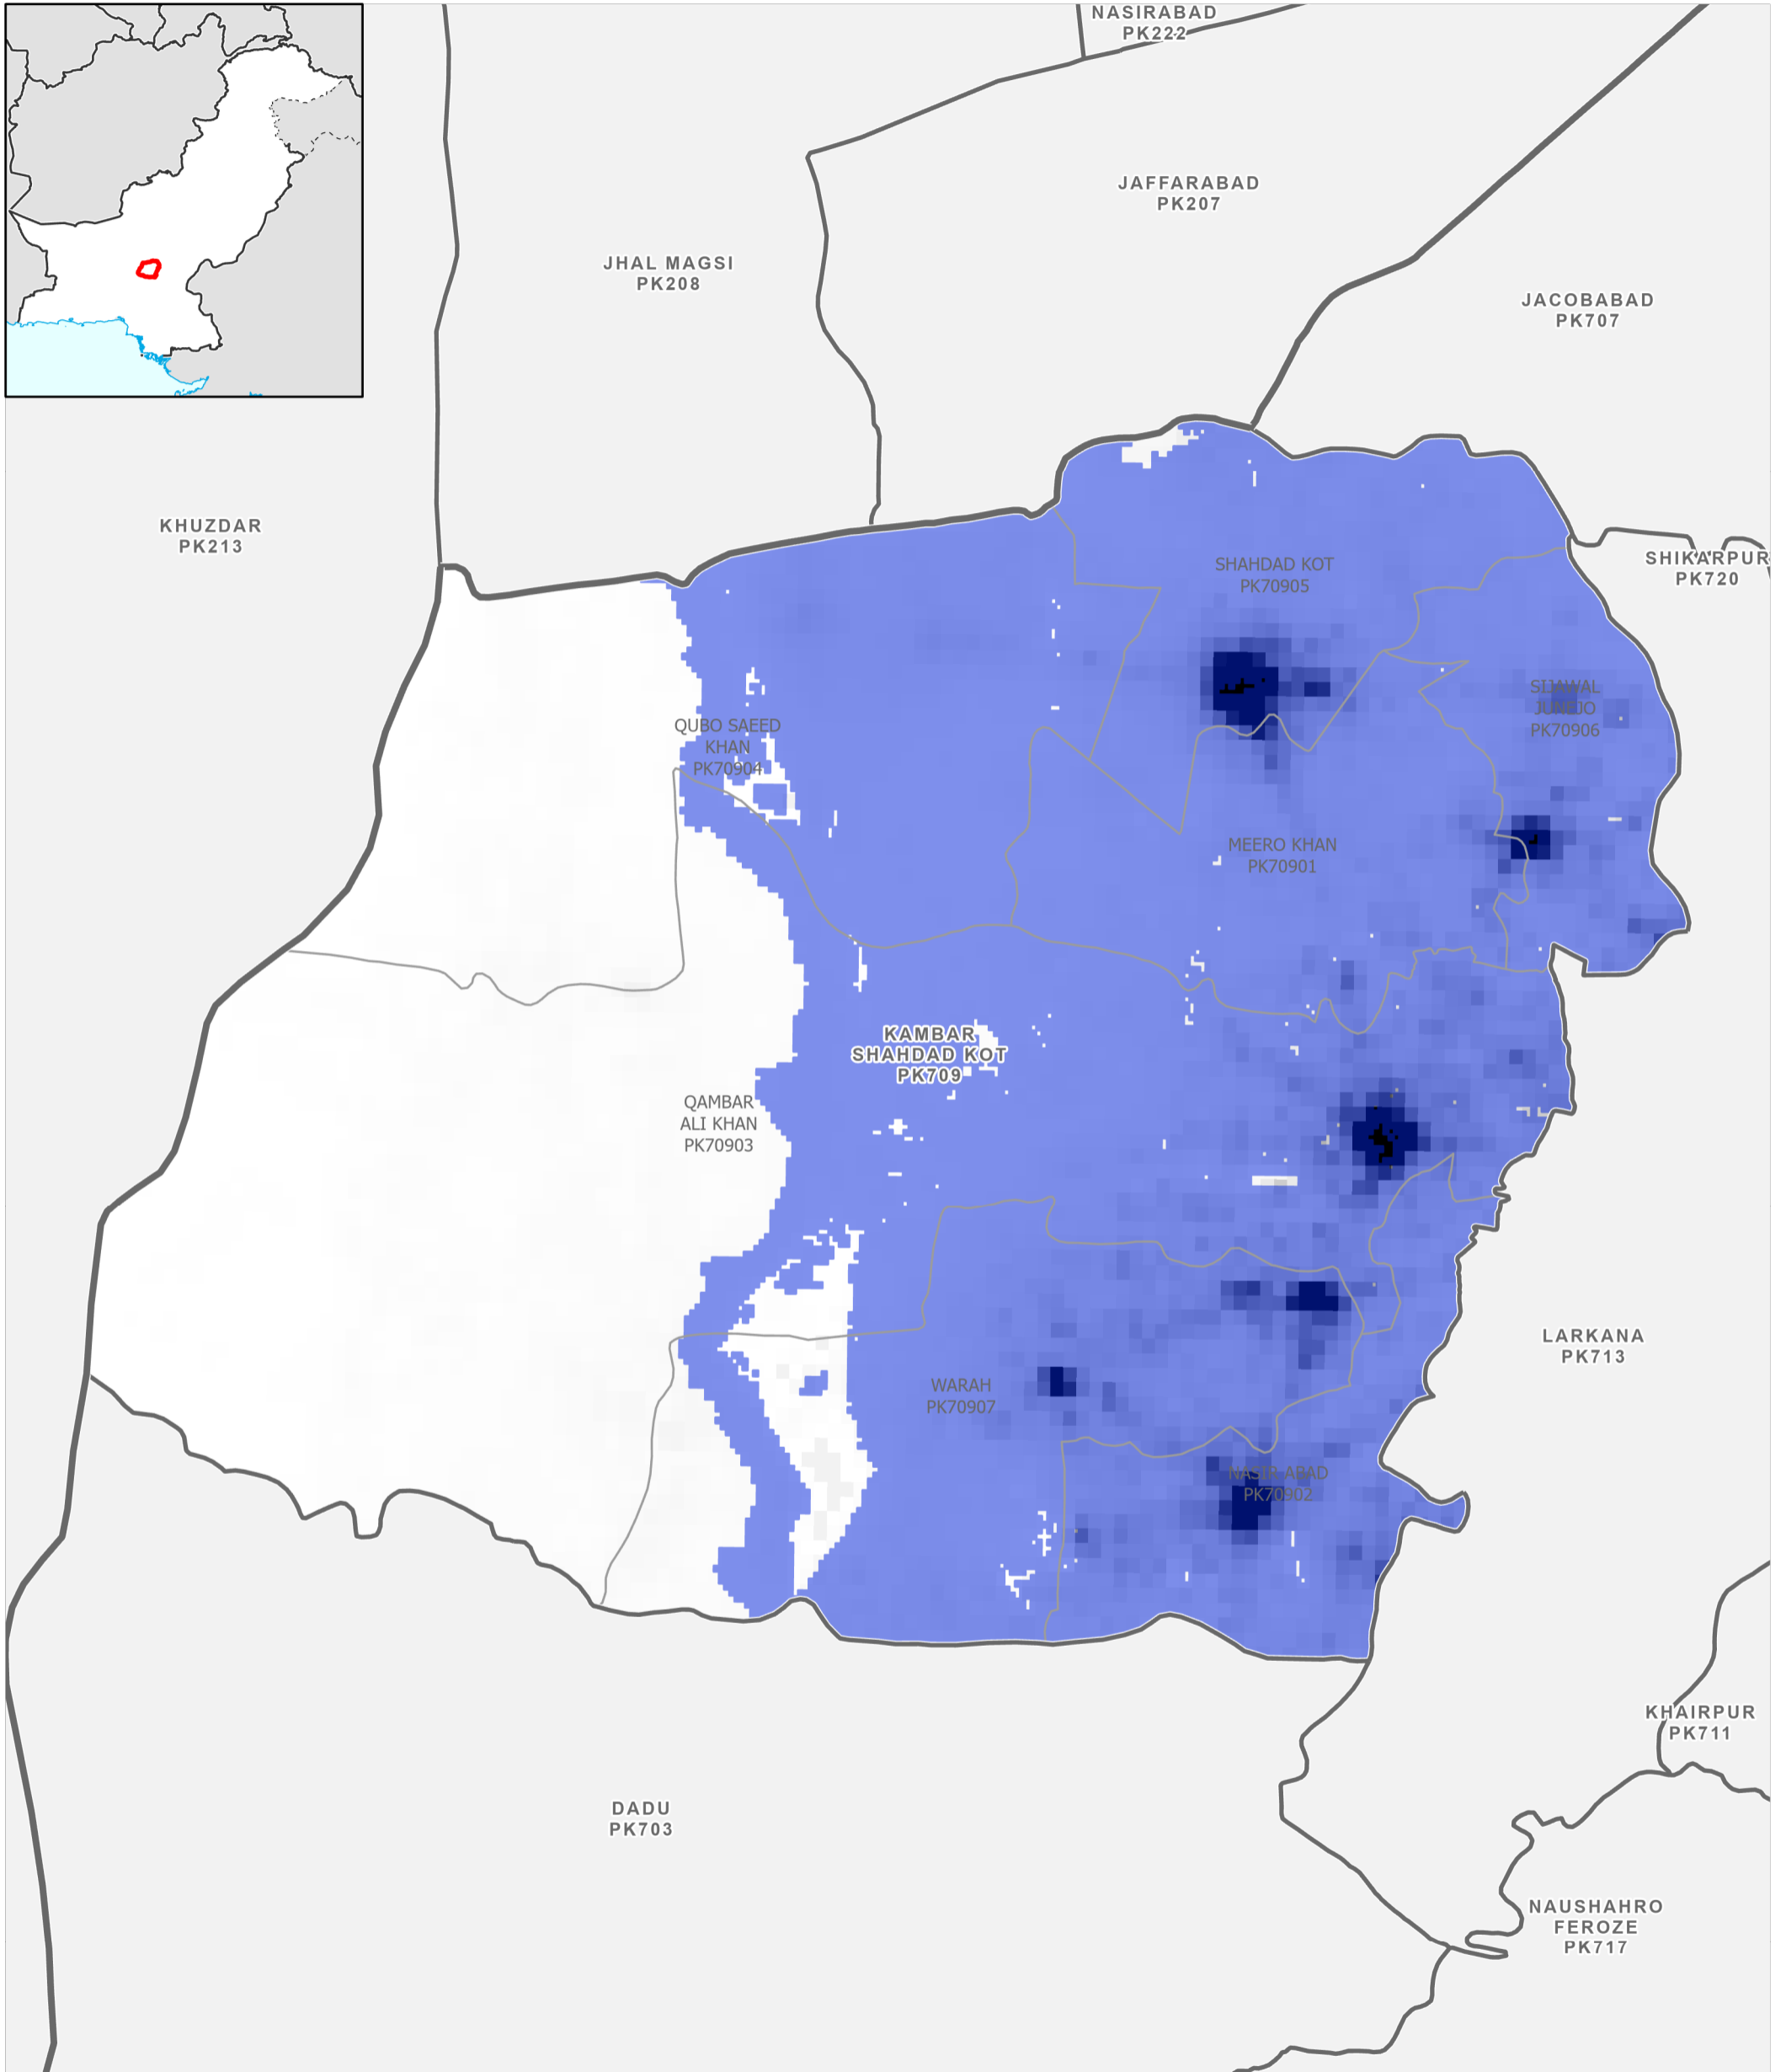 NASIRABAD
PK222
JAFFARABAD
PK207
JHAL MAGSI
PK208
JACOBABAD
PK707
KHUZDAR
PK213
SHIKARPUR
PK720
SHAHDAD KOT
PK70905
SIJAWAL
JUNEJO
PK70906
QUBO SAEED
KHAN
PK70904
MEERO KHAN
PK70901
KAMBAR
SHAHDAD KOT
PK709
QAMBAR
ALI KHAN
PK70903
LARKANA
PK713
WARAH
PK70907
NASIR ABAD
PK70902
KHAIRPUR
PK711
DADU
PK703
NAUSHAHRO
FEROZE
PK717